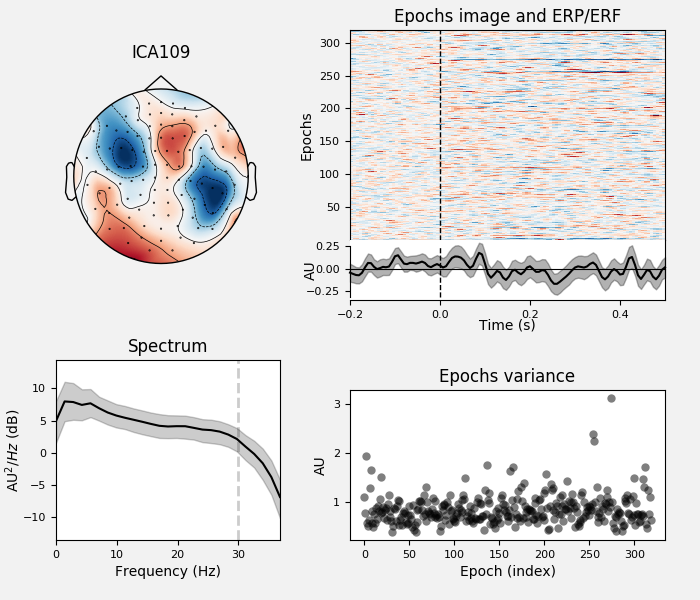 ICA109
Epochs image and ERP/ERF
Epochs
300
250
200
150
100
50
AU
0.25
0.00
−0.25
−0.2
0.0
0.2
0.4
Time (s)
Spectrum
AU²/Hz (dB)
10
5
0
−5
−10
0
10
20
30
Frequency (Hz)
Epochs variance
AU
3
2
1
0
50
100
150
200
250
300
Epoch (index)